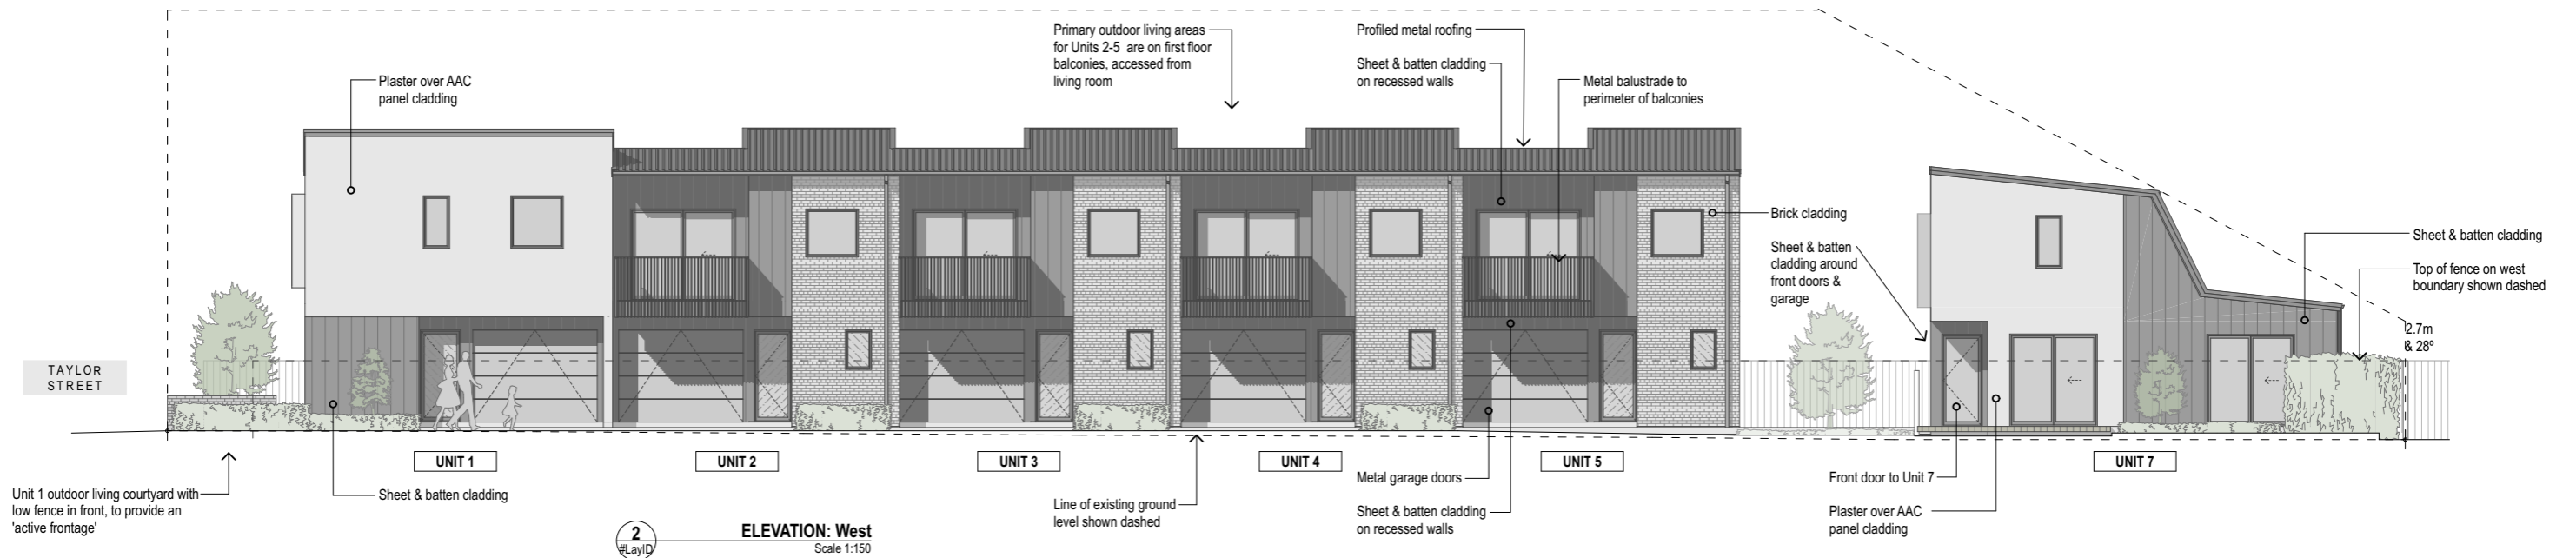 Primary outdoor living areas
for Units 2-5 are on first floor
balconies, accessed from
living room
Profiled metal roofing
Sheet & batten cladding
on recessed walls
Plaster over AAC
panel cladding
Metal balustrade to
perimeter of balconies
Brick cladding
Sheet & batten
cladding around
front doors &
garage
Sheet & batten cladding
Top of fence on west
boundary shown dashed
2.7m
& 28º
TAYLOR
STREET
UNIT 1
UNIT 2
UNIT 3
UNIT 4
UNIT 5
UNIT 7
Unit 1 outdoor living courtyard with
low fence in front, to provide an
'active frontage'
Sheet & batten cladding
Line of existing ground
level shown dashed
Metal garage doors
Sheet & batten cladding
on recessed walls
Front door to Unit 7
Plaster over AAC
panel cladding
2
#LayID
ELEVATION: West
Scale 1:150